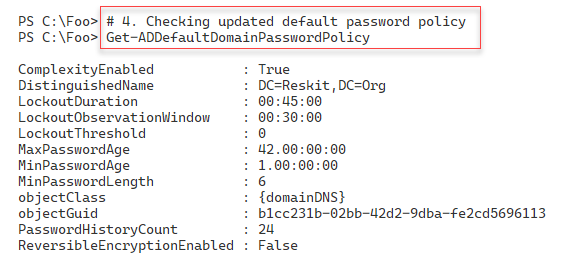 PS C:\Foo> # 4. Checking updated default password policy
PS C:\Foo> Get-ADDefaultDomainPasswordPolicy
ComplexityEnabled : True
DistinguishedName : DC=Reskit,DC=Org
LockoutDuration : 00:45:00
LockoutObservationWindow : 00:30:00
LockoutThreshold : 0
MaxPasswordAge : 42.00:00:00
MinPasswordAge : 1.00:00:00
MinPasswordLength : 6
objectClass : {domainDNS}
objectGuid : b1cc231b-02bb-42d2-9dba-fe2cd5696113
PasswordHistoryCount : 24
ReversibleEncryptionEnabled : False